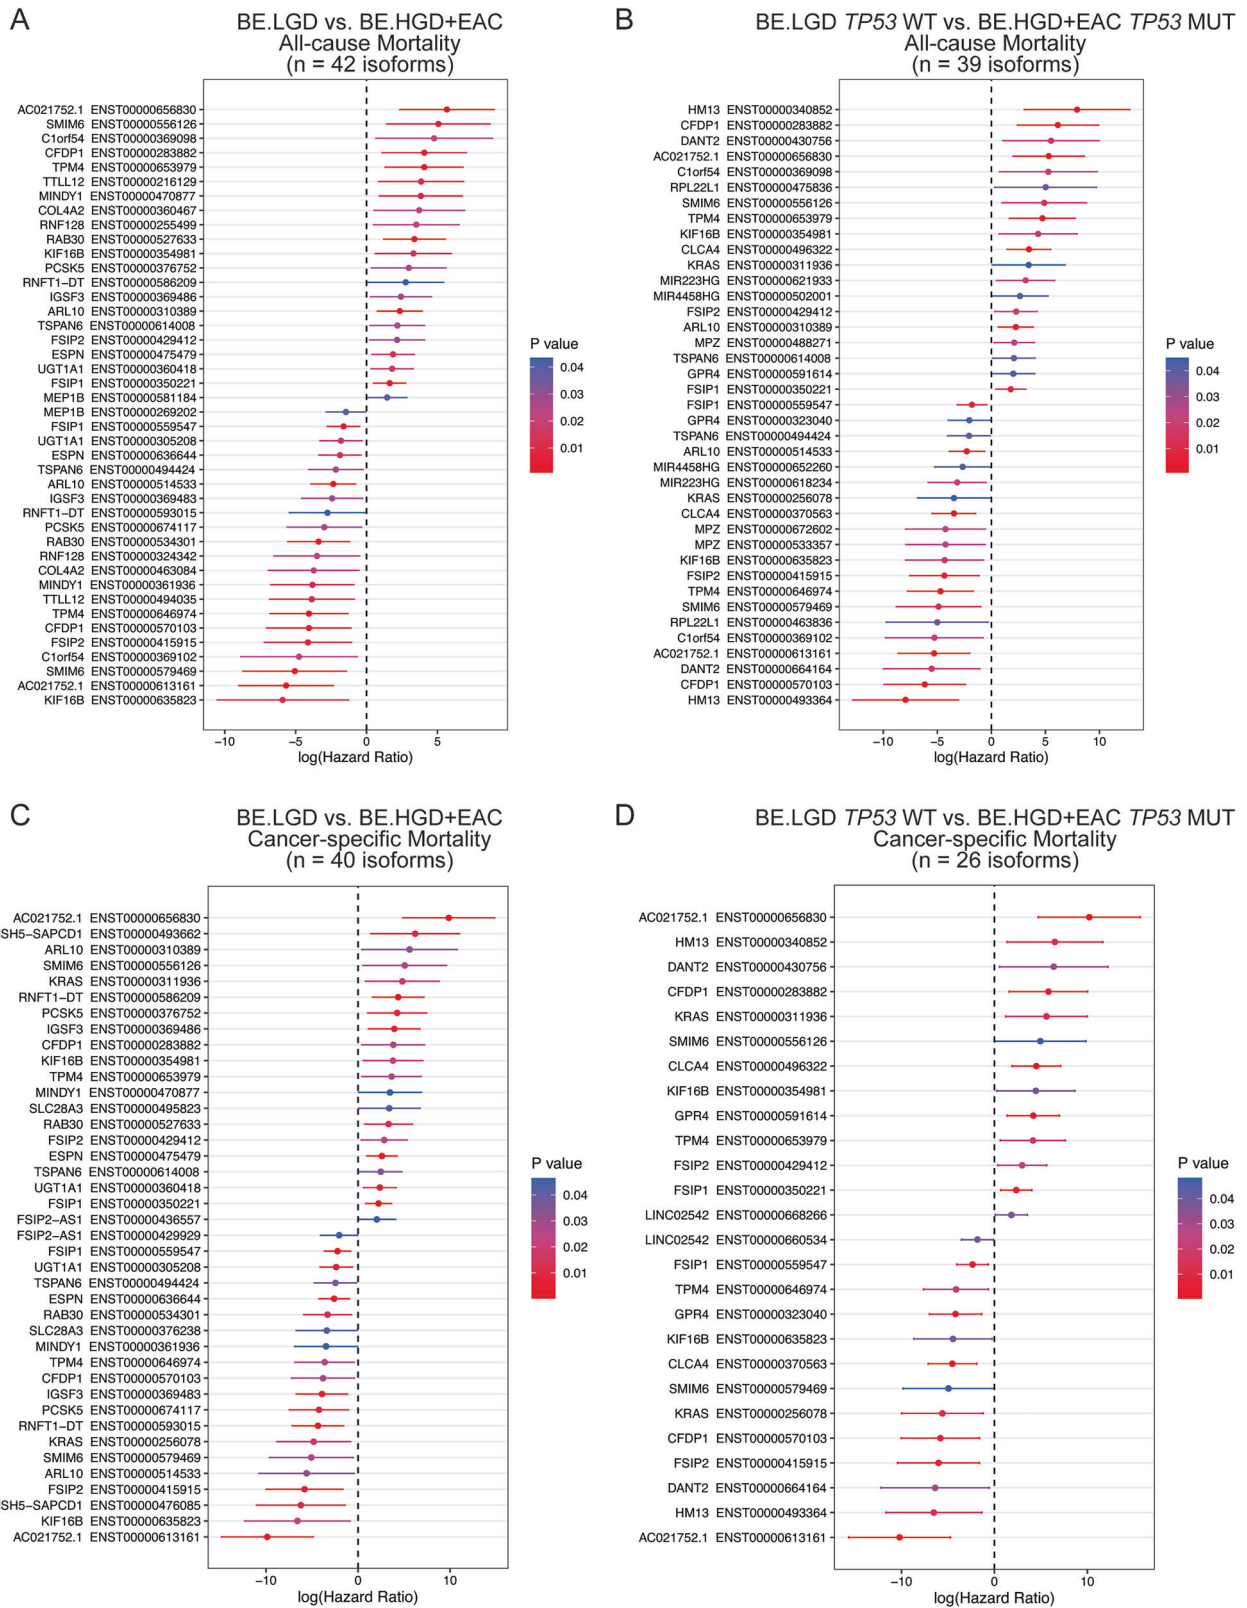 A
BE.LGD vs. BE.HGD+EAC
All-cause Mortality
(n = 42 isoforms)
AC021752.1 ENST00000656830
SMIM6 ENST00000556126
C1orf54 ENST00000369098
CFDP1 ENST00000283882
TPM4 ENST00000653979
TTLL12 ENST00000216129
MINDY1 ENST00000470877
COL4A2 ENST00000360467
RNF128 ENST00000255499
RAB30 ENST00000527633
KIF16B ENST00000354981
PCSK5 ENST00000376752
RNFT1-DT ENST00000586209
IGSF3 ENST00000369486
ARL10 ENST00000310389
TSPAN6 ENST00000614008
FSIP2 ENST00000429412
ESPN ENST00000475479
UGT1A1 ENST00000360418
FSIP1 ENST00000350221
MEP1B ENST00000581184
MEP1B ENST00000269202
FSIP1 ENST00000559547
UGT1A1 ENST00000305208
ESPN ENST00000636644
TSPAN6 ENST00000494424
ARL10 ENST00000514533
IGSF3 ENST00000369483
RNFT1-DT ENST00000593015
PCSK5 ENST00000674117
RAB30 ENST00000534301
RNF128 ENST00000324342
COL4A2 ENST00000463084
MINDY1 ENST00000361936
TTLL12 ENST00000494035
TPM4 ENST00000646974
CFDP1 ENST00000570103
FSIP2 ENST00000415915
C1orf54 ENST00000369102
SMIM6 ENST00000579469
AC021752.1 ENST00000613161
KIF16B ENST00000635823
−10 −5 0 5
log(Hazard Ratio)
P value
0.04
0.03
0.02
0.01
B
BE.LGD TP53 WT vs. BE.HGD+EAC TP53 MUT
All-cause Mortality
(n = 39 isoforms)
HM13 ENST00000340852
CFDP1 ENST00000283882
DANT2 ENST00000430756
AC021752.1 ENST00000656830
C1orf54 ENST00000369098
RPL22L1 ENST00000475836
SMIM6 ENST00000556126
TPM4 ENST00000653979
KIF16B ENST00000354981
CLCA4 ENST00000496322
KRAS ENST00000311936
MIR223HG ENST00000621933
MIR4458HG ENST00000502001
FSIP2 ENST00000429412
ARL10 ENST00000310389
MPZ ENST00000488271
TSPAN6 ENST00000614008
GPR4 ENST00000591614
FSIP1 ENST00000350221
FSIP1 ENST00000559547
GPR4 ENST00000323040
TSPAN6 ENST00000494424
ARL10 ENST00000514533
MIR4458HG ENST00000652260
MIR223HG ENST00000618234
KRAS ENST00000256078
CLCA4 ENST00000370563
MPZ ENST00000672602
MPZ ENST00000533357
KIF16B ENST00000635823
FSIP2 ENST00000415915
TPM4 ENST00000646974
SMIM6 ENST00000579469
RPL22L1 ENST00000463836
C1orf54 ENST00000369102
AC021752.1 ENST00000613161
DANT2 ENST00000664164
CFDP1 ENST00000570103
HM13 ENST00000493364
−10 −5 0 5 10
log(Hazard Ratio)
P value
0.04
0.03
0.02
0.01
C
BE.LGD vs. BE.HGD+EAC
Cancer-specific Mortality
(n = 40 isoforms)
AC021752.1 ENST00000656830
SH5−SAPCD1 ENST00000493662
ARL10 ENST00000310389
SMIM6 ENST00000556126
KRAS ENST00000311936
RNFT1−DT ENST00000586209
PCSK5 ENST00000376752
IGSF3 ENST00000369486
CFDP1 ENST00000283882
KIF16B ENST00000354981
TPM4 ENST00000653979
MINDY1 ENST00000470877
SLC28A3 ENST00000495823
RAB30 ENST00000527633
FSIP2 ENST00000429412
ESPN ENST00000475479
TSPAN6 ENST00000614008
UGT1A1 ENST00000360418
FSIP1 ENST00000350221
FSIP2−AS1 ENST00000436557
FSIP2−AS1 ENST00000429929
FSIP1 ENST00000559547
UGT1A1 ENST00000305208
TSPAN6 ENST00000494424
ESPN ENST00000636644
RAB30 ENST00000534301
SLC28A3 ENST00000376238
MINDY1 ENST00000361936
TPM4 ENST00000646974
CFDP1 ENST00000570103
IGSF3 ENST00000369483
PCSK5 ENST00000674117
RNFT1−DT ENST00000593015
KRAS ENST00000256078
SMIM6 ENST00000579469
ARL10 ENST00000514533
FSIP2 ENST00000415915
SH5−SAPCD1 ENST00000476085
KIF16B ENST00000635823
AC021752.1 ENST00000613161
−10 0 10
log(Hazard Ratio)
P value
0.04
0.03
0.02
0.01
D
BE.LGD TP53 WT vs. BE.HGD+EAC TP53 MUT
Cancer-specific Mortality
(n = 26 isoforms)
AC021752.1 ENST00000656830
HM13 ENST00000340852
DANT2 ENST00000430756
CFDP1 ENST00000283882
KRAS ENST00000311936
SMIM6 ENST00000556126
CLCA4 ENST00000496322
KIF16B ENST00000354981
GPR4 ENST00000591614
TPM4 ENST00000653979
FSIP2 ENST00000429412
FSIP1 ENST00000350221
LINC02542 ENST00000668266
LINC02542 ENST00000660534
FSIP1 ENST00000559547
TPM4 ENST00000646974
GPR4 ENST00000323040
KIF16B ENST00000635823
CLCA4 ENST00000370563
SMIM6 ENST00000579469
KRAS ENST00000256078
CFDP1 ENST00000570103
FSIP2 ENST00000415915
DANT2 ENST00000664164
HM13 ENST00000493364
AC021752.1 ENST00000613161
−10 0 10
log(Hazard Ratio)
P value
0.04
0.03
0.02
0.01